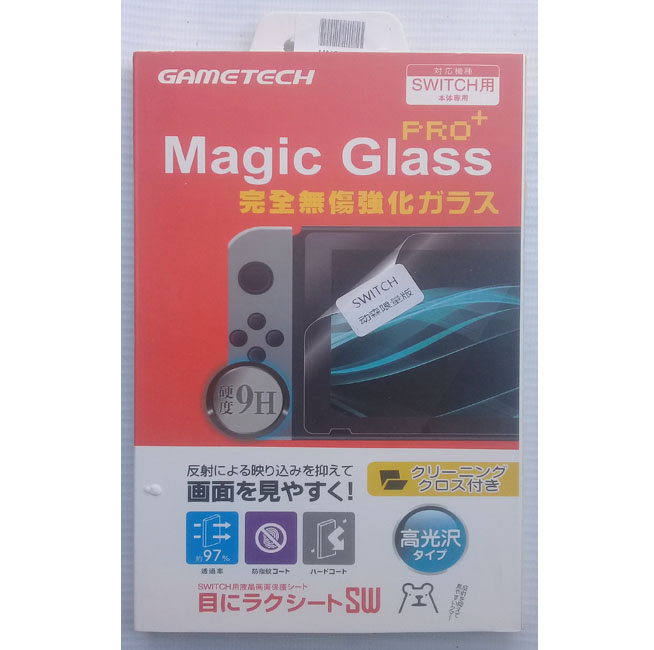 GAMETECH
対応機種
SWITCH用
本体専用
PRO+
Magic Glass
完全無傷強化ガラス
SWITCH
动森限量版
硬度9H
反射による映り込みを抑えて
画面を見やすく!
クリーニング
クロス付き
約97%
透過率
防指紋コート
ハードコート
高光沢
タイプ
SWITCH用液晶画面保護シート
目にラクシートSW